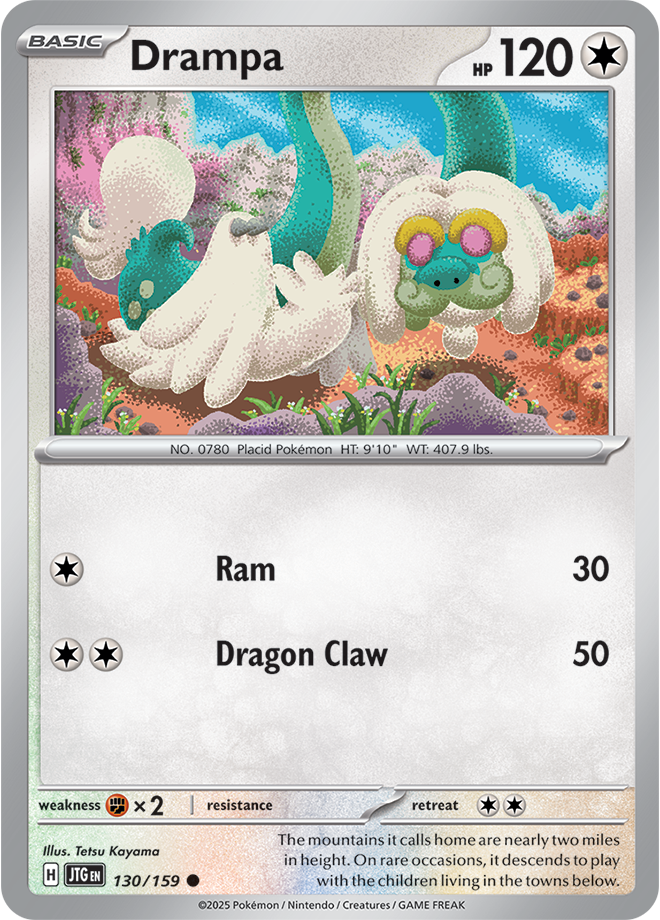 BASIC Drampa HP 120
NO. 0780 Placid Pokémon HT: 9'10" WT: 407.9 lbs.
Ram 30
Dragon Claw 50
weakness × 2 resistance retreat
Illus. Tetsu Kayama
H JTG EN 130/159
The mountains it calls home are nearly two miles
in height. On rare occasions, it descends to play
with the children living in the towns below.
©2025 Pokémon / Nintendo / Creatures / GAME FREAK